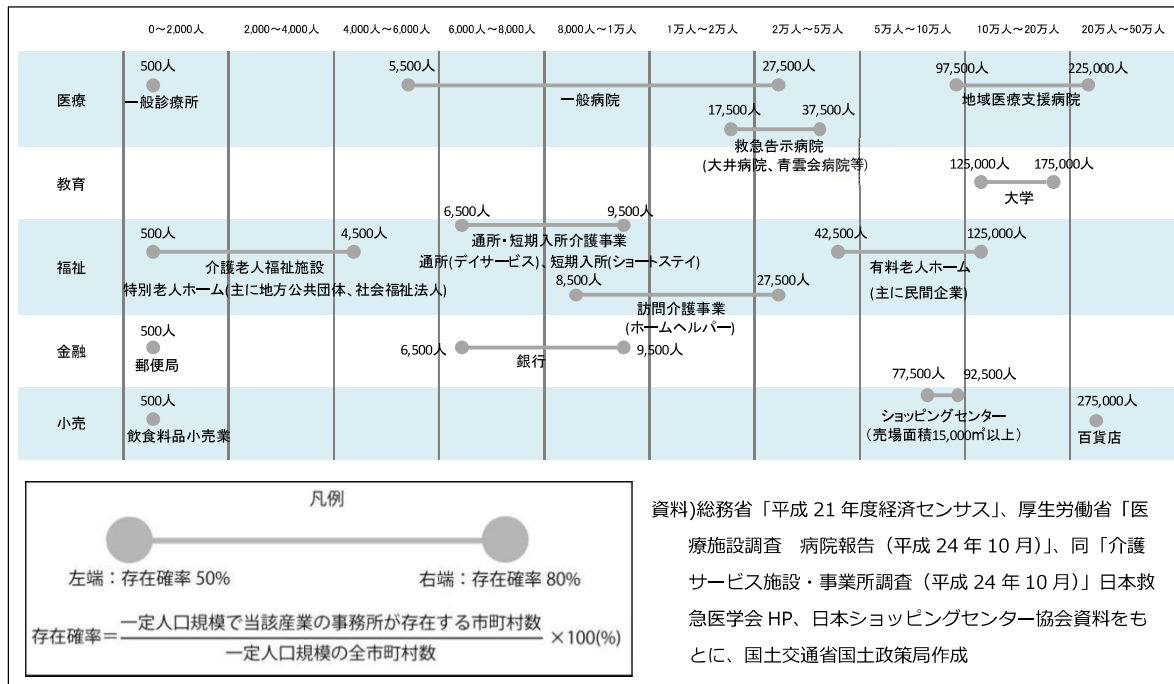 0～2,000人 2,000～4,000人 4,000人～6,000人 6,000人～8,000人 8,000人～1万人 1万人～2万人 2万人～5万人 5万人～10万人 10万人～20万人 20万人～50万人
医療
500人
一般診療所
5,500人 27,500人
一般病院
97,500人 225,000人
地域医療支援病院
17,500人 37,500人
救急告示病院
(大井病院、青雲会病院等)
教育
125,000人 175,000人
大学
福祉
500人 4,500人
介護老人福祉施設
特別老人ホーム(主に地方公共団体、社会福祉法人)
6,500人 9,500人
通所・短期入所介護事業
通所(デイサービス)、短期入所(ショートステイ)
8,500人 27,500人
訪問介護事業
(ホームヘルパー)
42,500人 125,000人
有料老人ホーム
(主に民間企業)
金融
500人
郵便局
6,500人 9,500人
銀行
小売
500人
飲食料品小売業
77,500人 92,500人
ショッピングセンター
（売場面積15,000㎡以上）
275,000人
百貨店
凡例
左端：存在確率 50% 右端：存在確率 80%
存在確率＝一定人口規模で当該産業の事務所が存在する市町村数 ×100(%)
一定人口規模の全市町村数
資料)総務省「平成 21 年度経済センサス」、厚生労働省「医
療施設調査　病院報告（平成 24 年 10 月）」、同「介護
サービス施設・事業所調査（平成 24 年 10 月）」日本救
急医学会 HP、日本ショッピングセンター協会資料をも
とに、国土交通省国土政策局作成